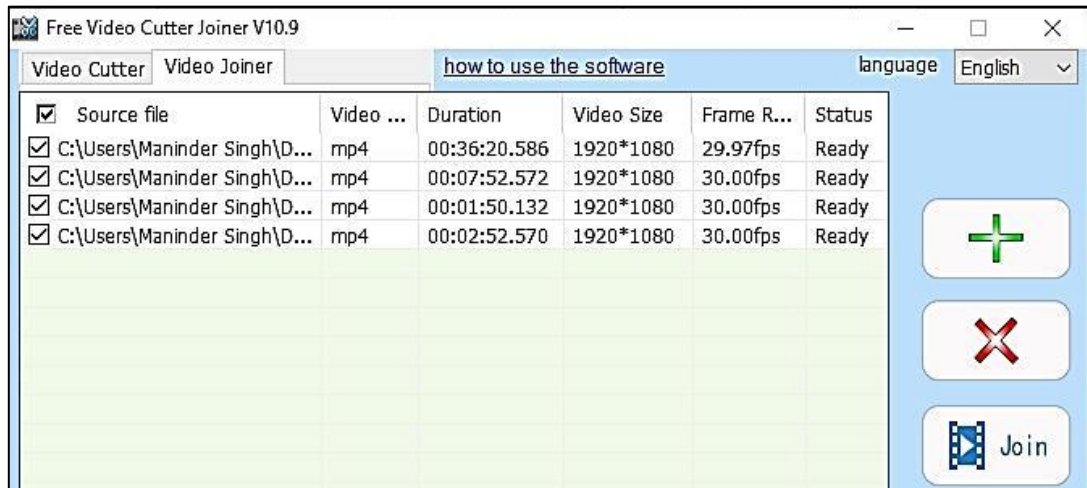 Free Video Cutter Joiner V10.9
Video Cutter Video Joiner how to use the software language English
Source file Video ... Duration Video Size Frame R... Status
C:\Users\Maninder Singh\D... mp4 00:36:20.586 1920*1080 29.97fps Ready
C:\Users\Maninder Singh\D... mp4 00:07:52.572 1920*1080 30.00fps Ready
C:\Users\Maninder Singh\D... mp4 00:01:50.132 1920*1080 30.00fps Ready
C:\Users\Maninder Singh\D... mp4 00:02:52.570 1920*1080 30.00fps Ready
Join